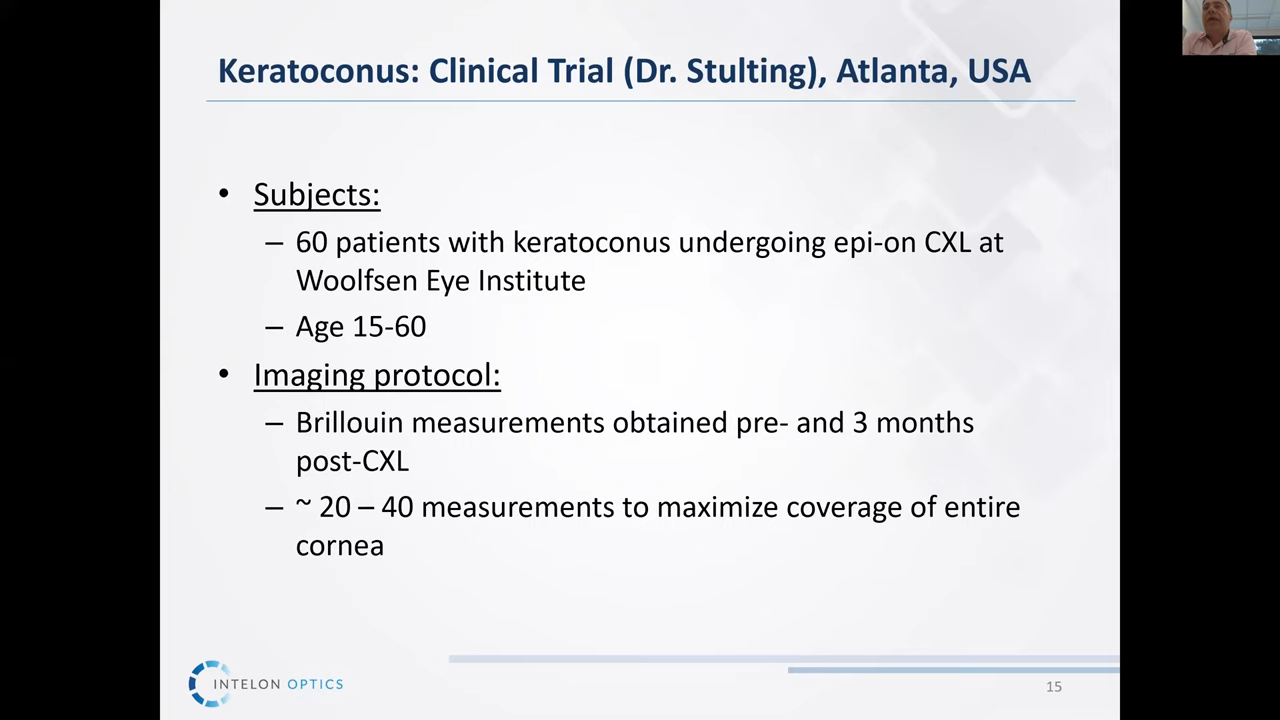 Keratoconus: Clinical Trial (Dr. Stulting), Atlanta, USA
• Subjects:
– 60 patients with keratoconus undergoing epi-on CXL at
Woolfsen Eye Institute
– Age 15-60
• Imaging protocol:
– Brillouin measurements obtained pre- and 3 months
post-CXL
– ~ 20 – 40 measurements to maximize coverage of entire
cornea
INTELON OPTICS
15